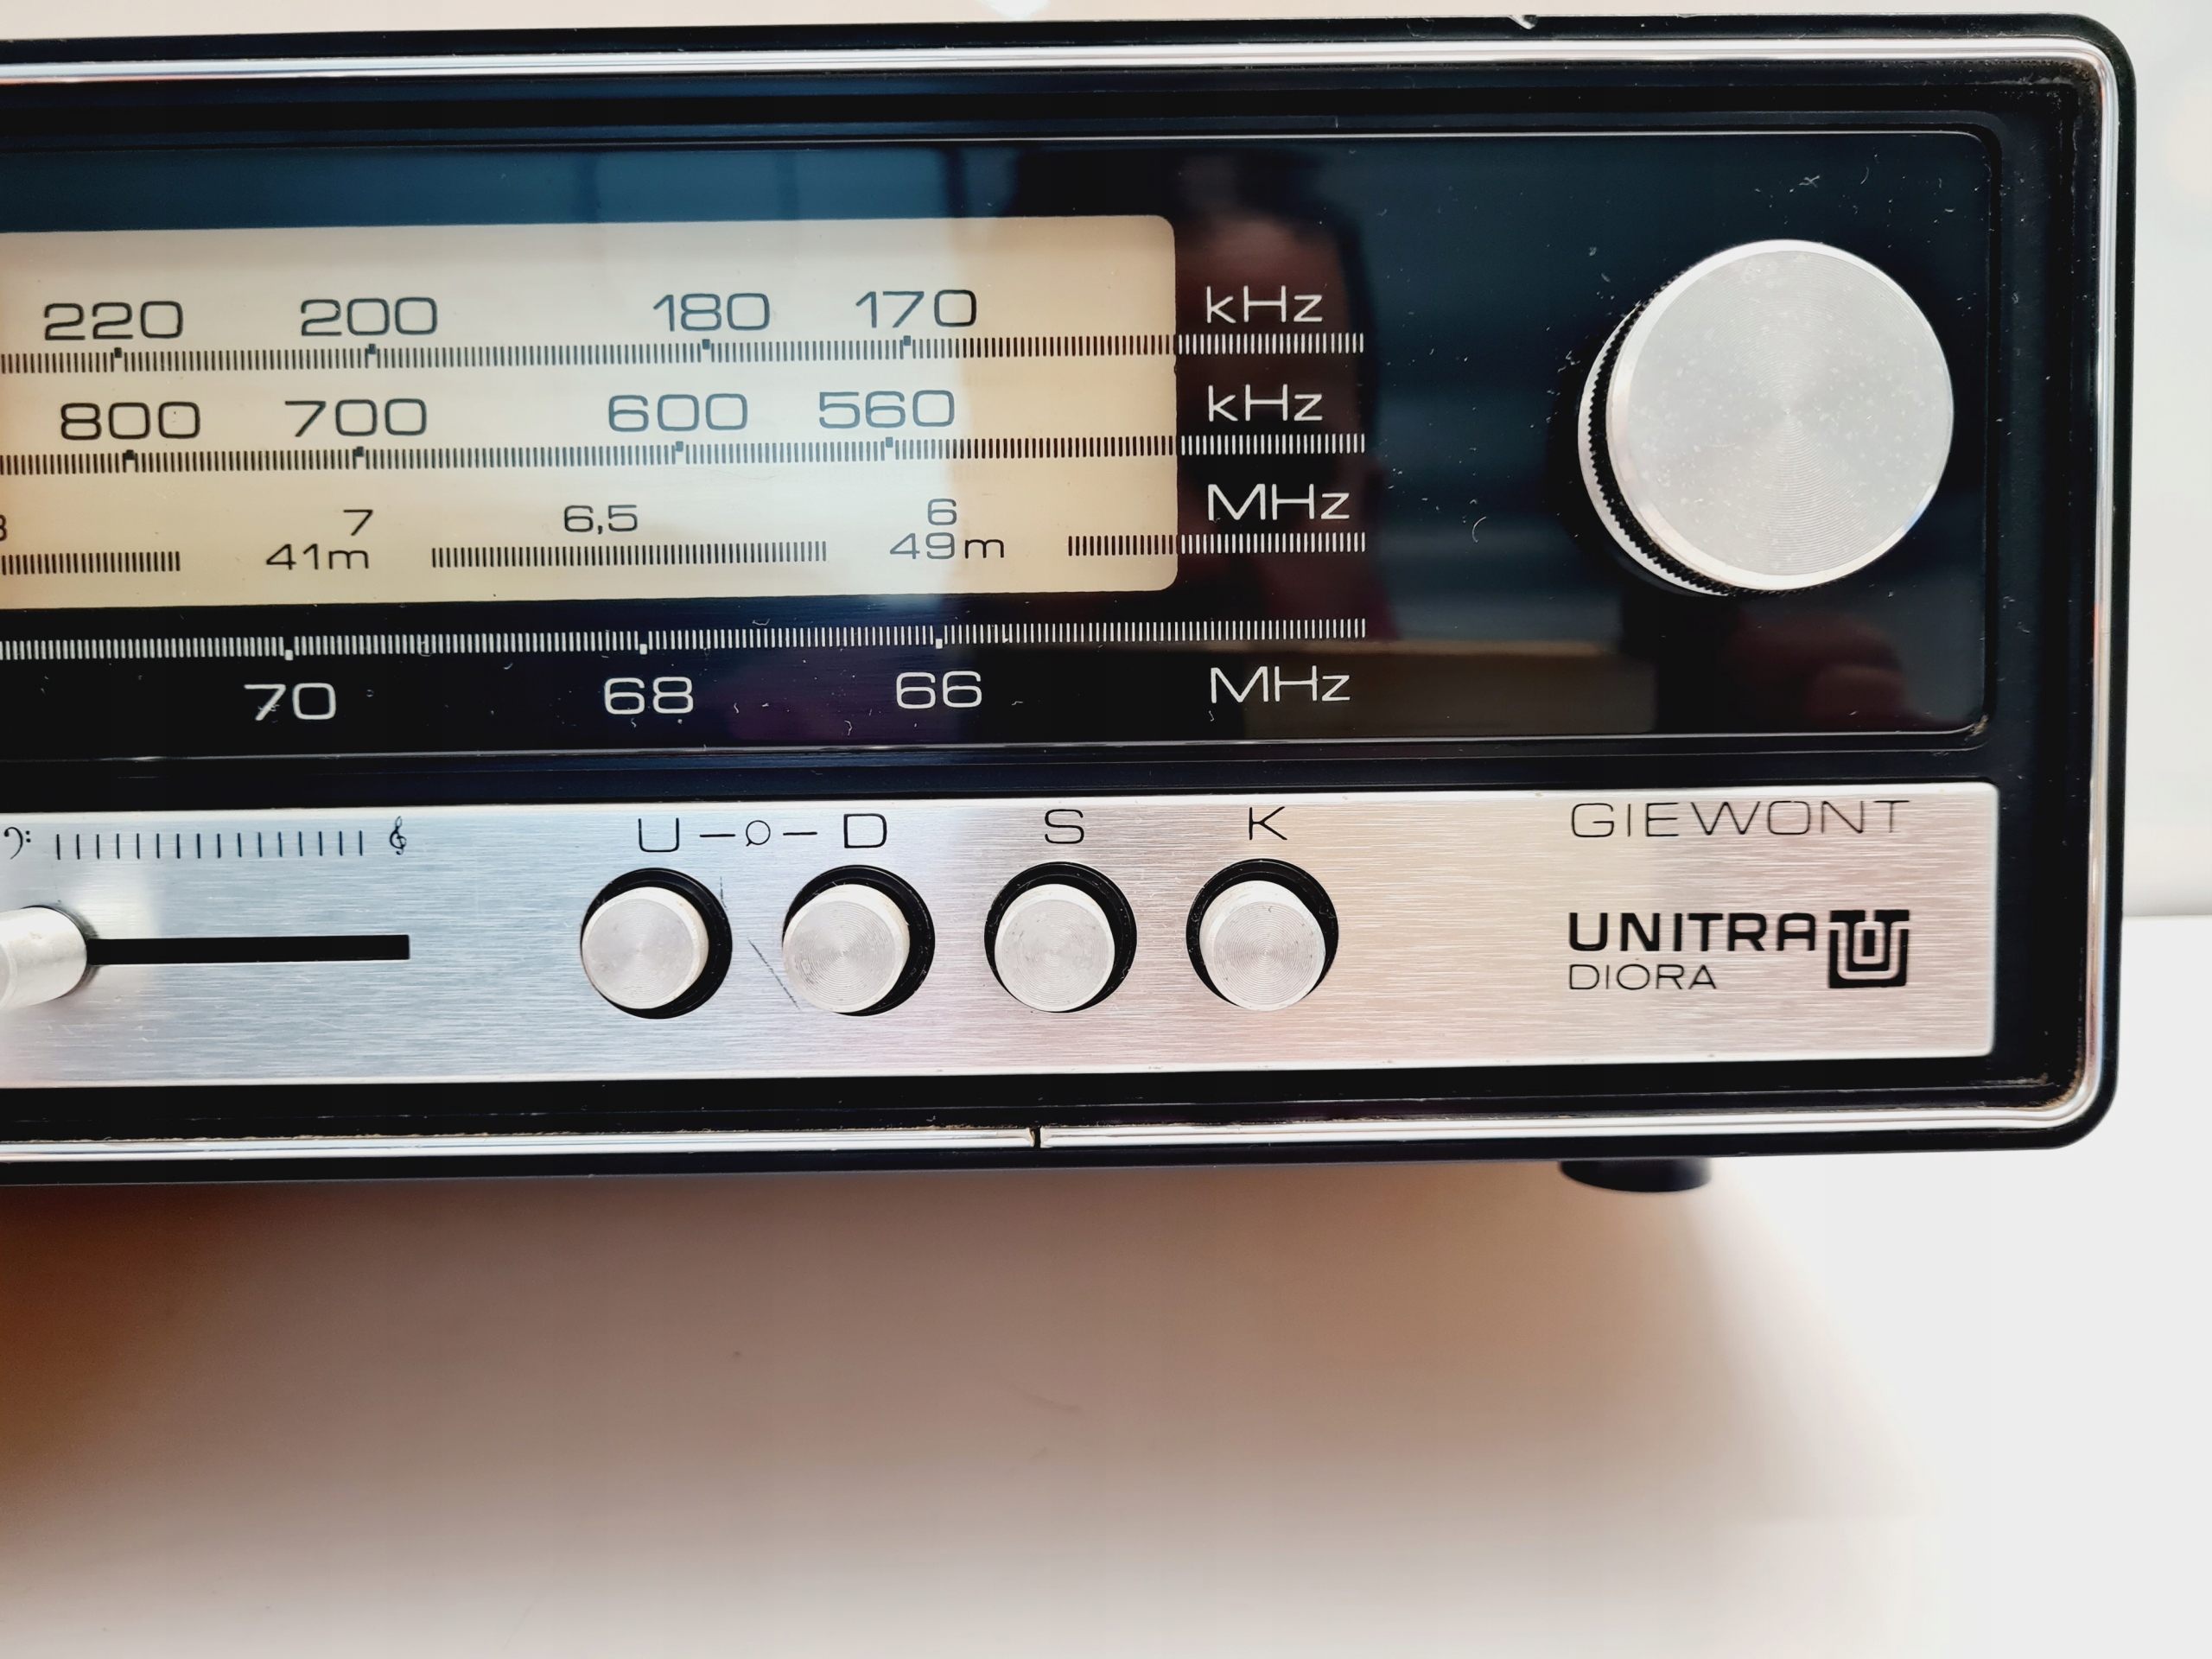 220 200 180 170 kHz
800 700 600 560 kHz
7 6,5 6 MHz
41m 49m
70 68 66 MHz
U D S K
GIEWONT
UNITRA
DIORA